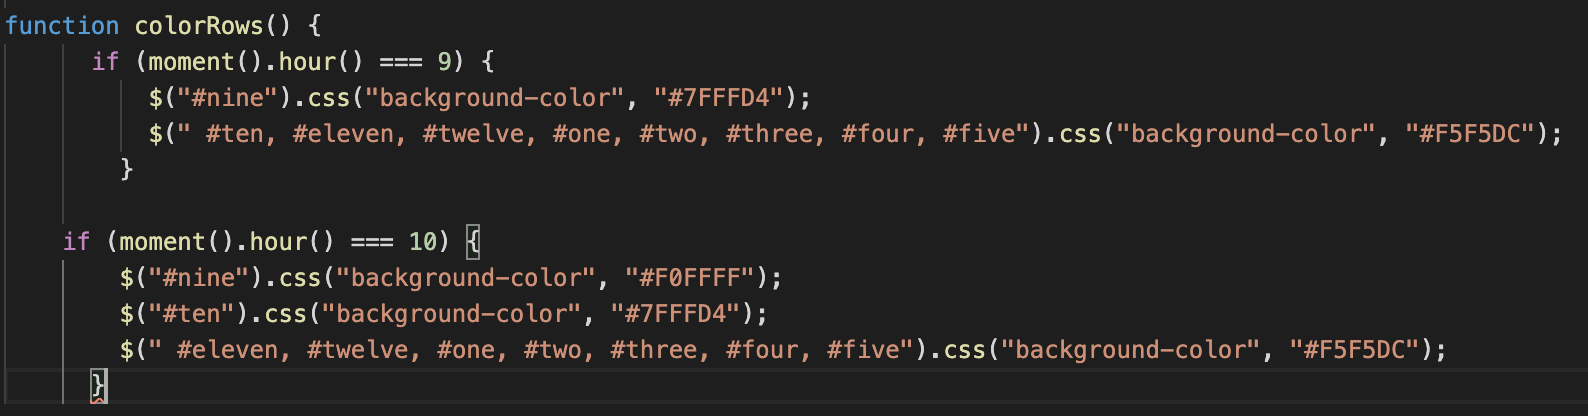 function colorRows() {
if (moment().hour() === 9) {
$("#nine").css("background-color", "#7FFFD4");
$(" #ten, #eleven, #twelve, #one, #two, #three, #four, #five").css("background-color", "#F5F5DC");
}
if (moment().hour() === 10) {
$("#nine").css("background-color", "#F0FFFF");
$("#ten").css("background-color", "#7FFFD4");
$(" #eleven, #twelve, #one, #two, #three, #four, #five").css("background-color", "#F5F5DC");
}